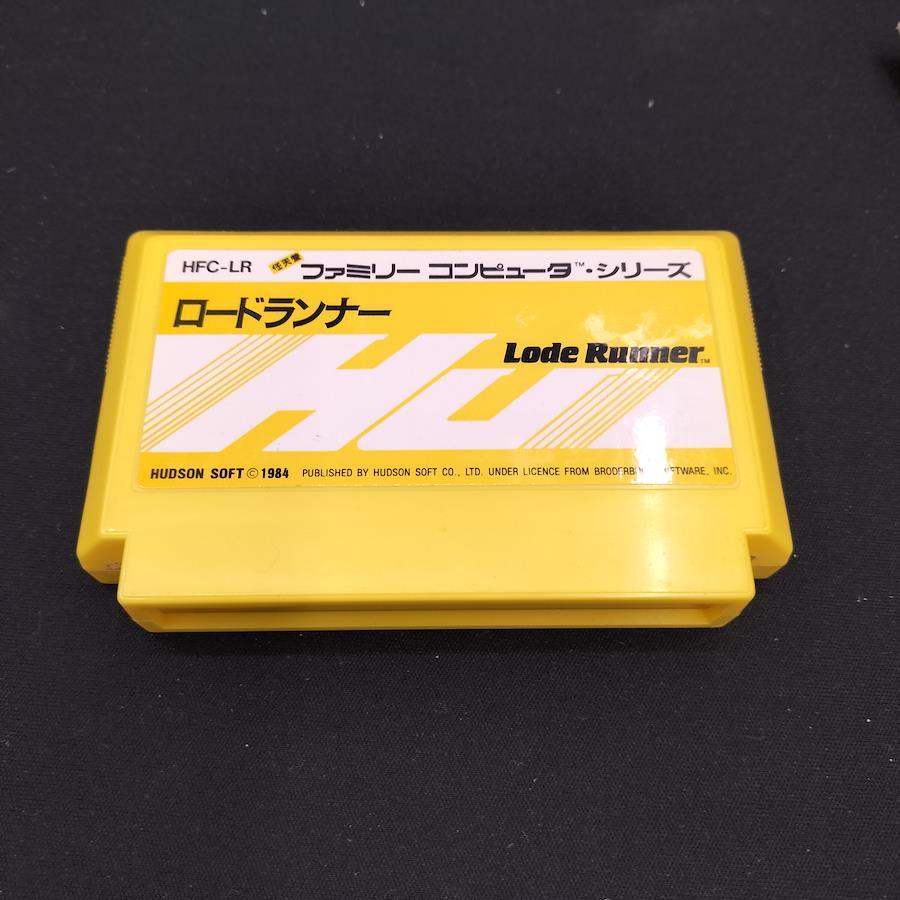 HFC-LR 任天堂 ファミリー コンピュータ™・シリーズ
ロードランナー
Lode Runner™
HU
HUDSON SOFT © 1984 PUBLISHED BY HUDSON SOFT CO., LTD. UNDER LICENCE FROM INC.